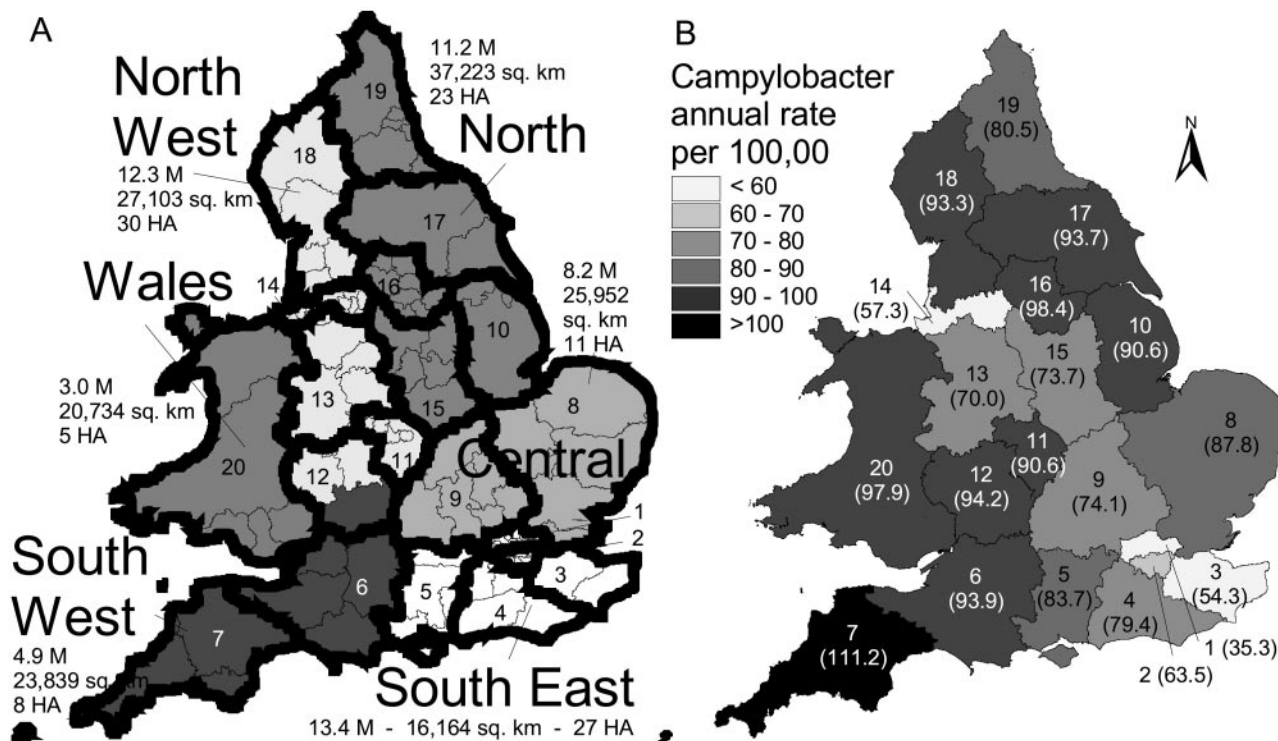 A
North
West
12.3 M
27,103 sq. km
30 HA
11.2 M
37,223 sq. km
23 HA
North
Wales
3.0 M
20,734 sq. km
5 HA
8.2 M
25,952
sq. km
11 HA
Central
South
West
4.9 M
23,839 sq. km
8 HA
South East
13.4 M - 16,164 sq. km - 27 HA
19
18
17
14
16
10
13
15
8
20
12
11
9
1
2
6
5
3
4
7
B
Campylobacter
annual rate
per 100,00
< 60
60 - 70
70 - 80
80 - 90
90 - 100
>100
N
19
(80.5)
18
(93.3)
17
(93.7)
14
(57.3)
16
(98.4)
10
(90.6)
15
(73.7)
13
(70.0)
8
(87.8)
11
(90.6)
20
(97.9)
12
(94.2)
9
(74.1)
6
(93.9)
5
(83.7)
3
(54.3)
4
(79.4)
7
(111.2)
1 (35.3)
2 (63.5)